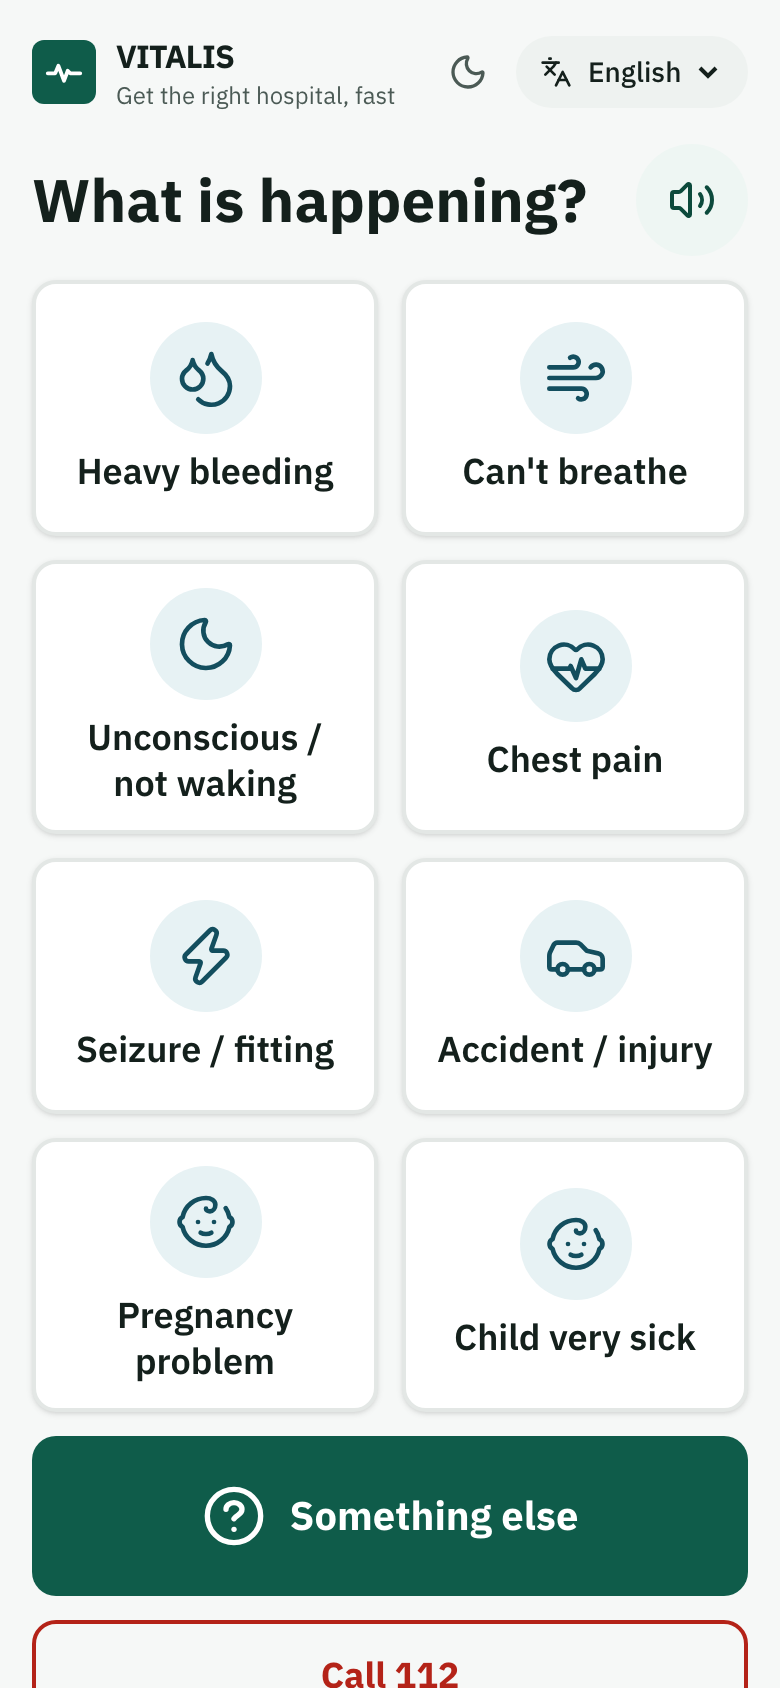 VITALIS
Get the right hospital, fast
English
What is happening?
Heavy bleeding
Can't breathe
Unconscious /
not waking
Chest pain
Seizure / fitting
Accident / injury
Pregnancy
problem
Child very sick
Something else
Call 112